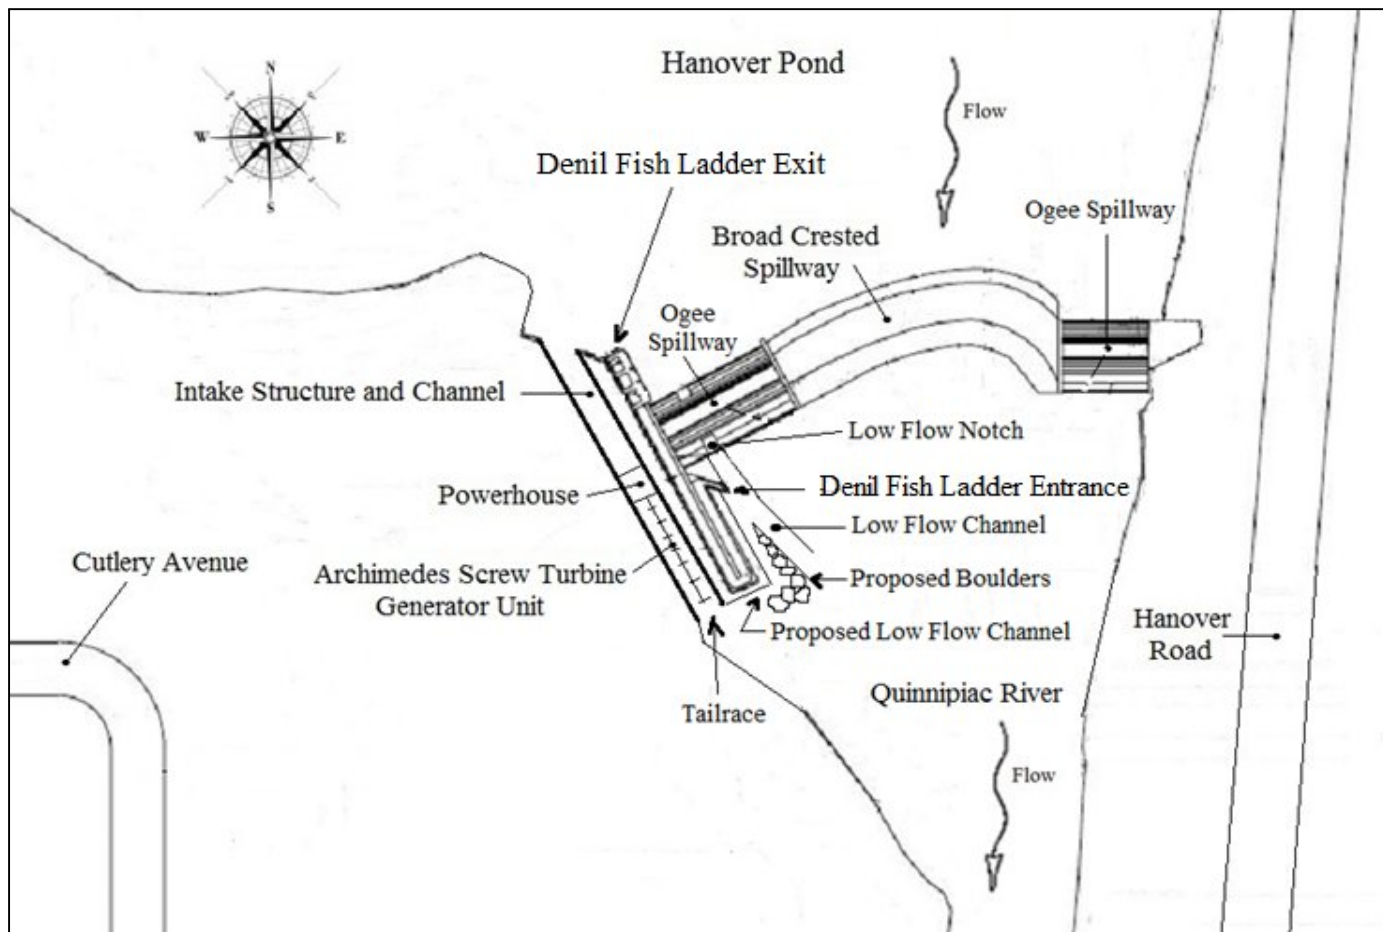 Hanover Pond
N
Flow
W
E
Denil Fish Ladder Exit
S
Ogee Spillway
Broad Crested
Spillway
Ogee
Spillway
Intake Structure and Channel
Low Flow Notch
Powerhouse
Denil Fish Ladder Entrance
Low Flow Channel
Cutlery Avenue
Archimedes Screw Turbine
Generator Unit
Proposed Boulders
Proposed Low Flow Channel
Hanover
Road
Tailrace
Quinnipiac River
Flow